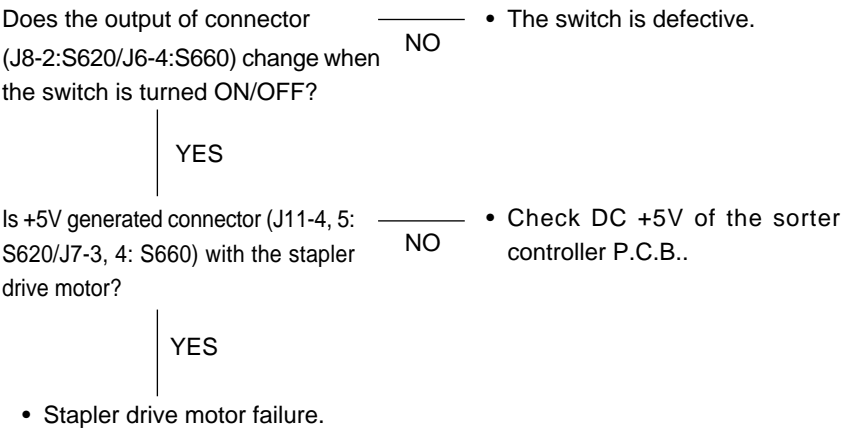 Does the output of connector
(J8-2:S620/J6-4:S660) change when
the switch is turned ON/OFF?
NO
• The switch is defective.
YES
Is +5V generated connector (J11-4, 5:
S620/J7-3, 4: S660) with the stapler
drive motor?
NO
• Check DC +5V of the sorter
controller P.C.B..
YES
• Stapler drive motor failure.